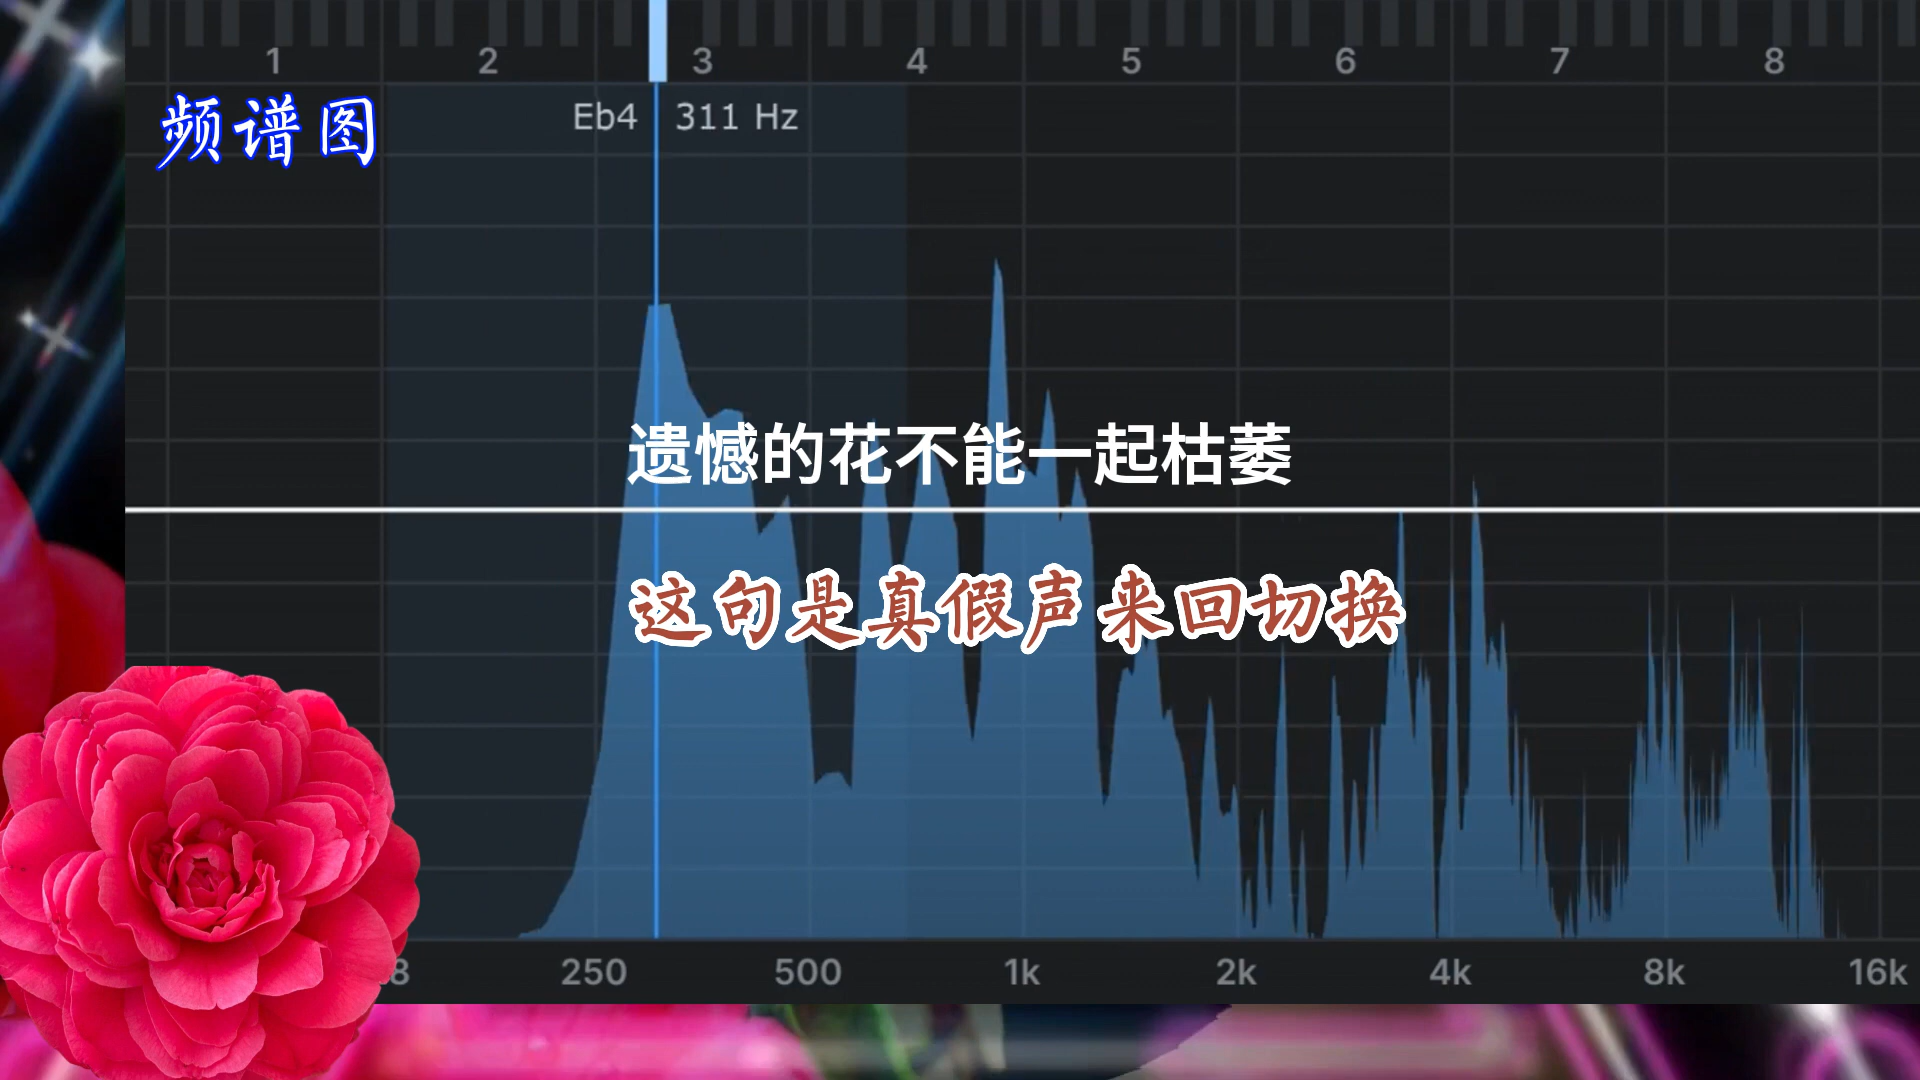 1 2 3 4 5 6 7 8
频谱图
Eb4 311 Hz
遗憾的花不能一起枯萎
这句是真假声来回切换
8 250 500 1k 2k 4k 8k 16k